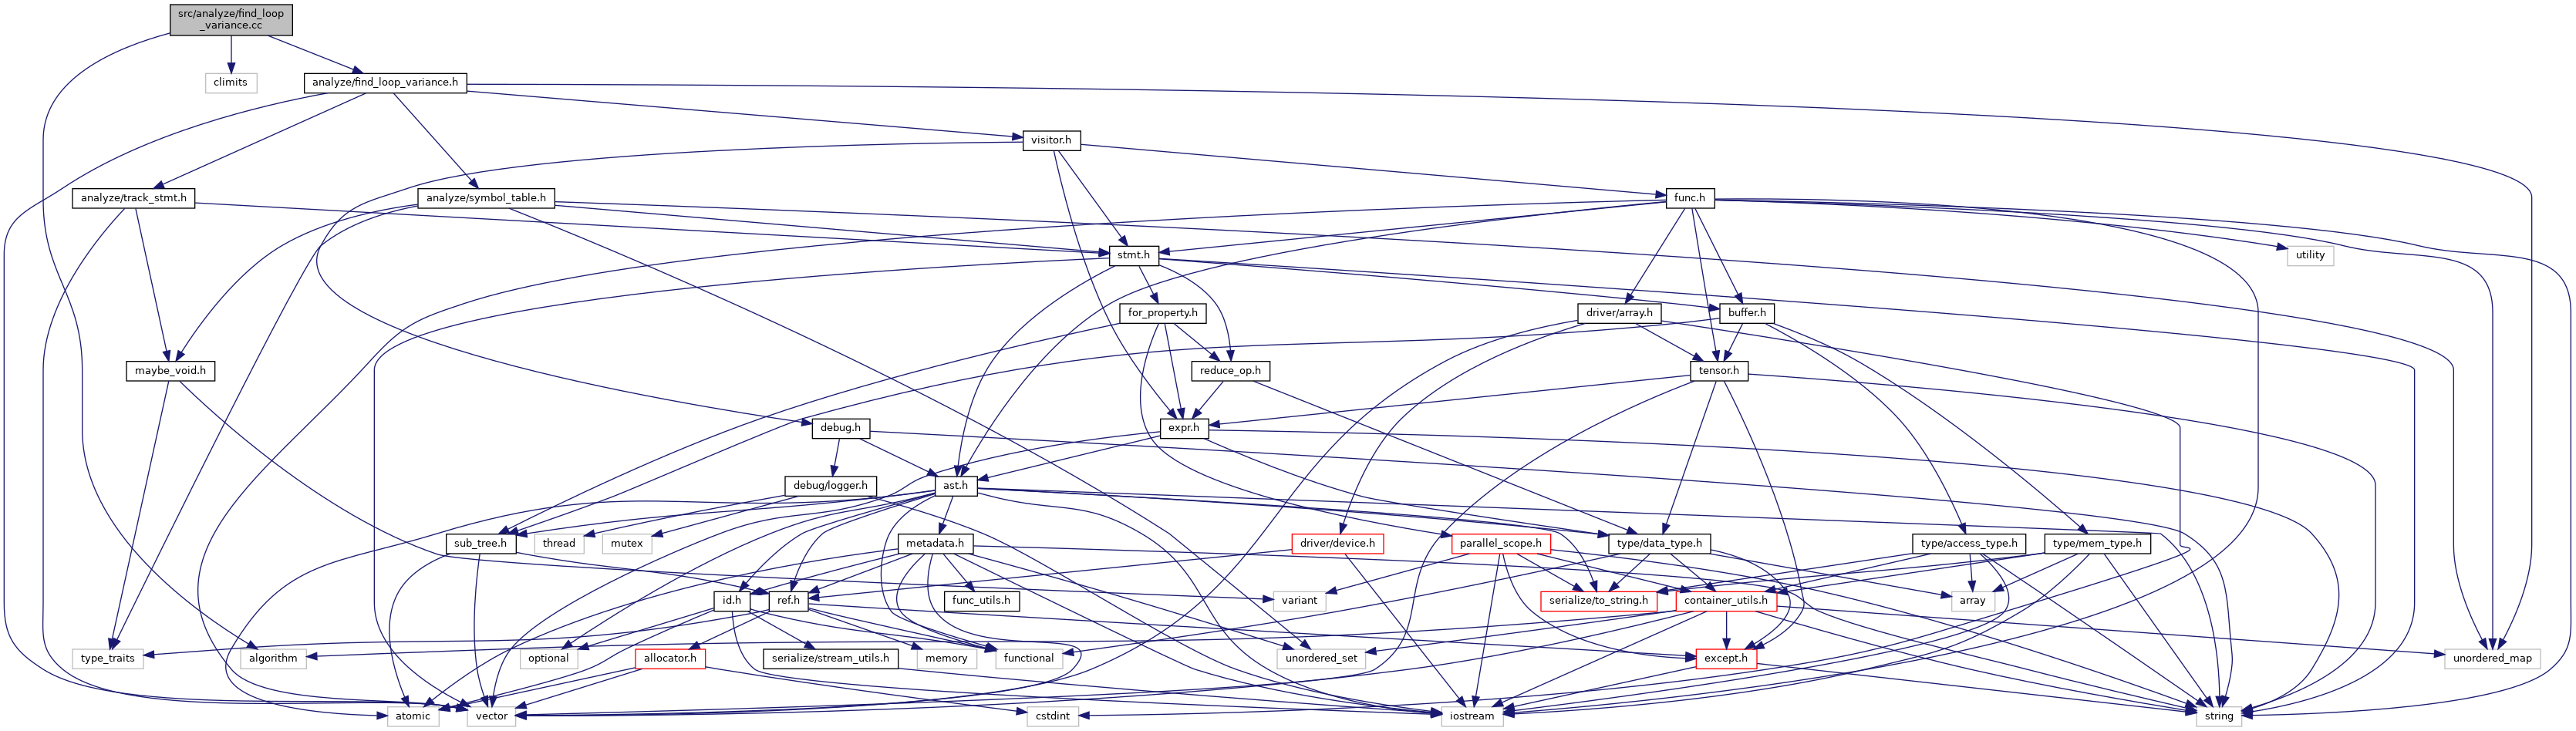 src/analyze/find_loop
_variance.cc
climits
analyze/find_loop_variance.h
visitor.h
analyze/track_stmt.h
analyze/symbol_table.h
func.h
stmt.h
utility
for_property.h
driver/array.h
buffer.h
maybe_void.h
reduce_op.h
tensor.h
debug.h
expr.h
debug/logger.h
ast.h
sub_tree.h
thread
mutex
metadata.h
driver/device.h
parallel_scope.h
type/data_type.h
type/access_type.h
type/mem_type.h
id.h
ref.h
func_utils.h
variant
serialize/to_string.h
container_utils.h
array
type_traits
algorithm
optional
allocator.h
serialize/stream_utils.h
memory
functional
unordered_set
except.h
unordered_map
atomic
vector
cstdint
iostream
string